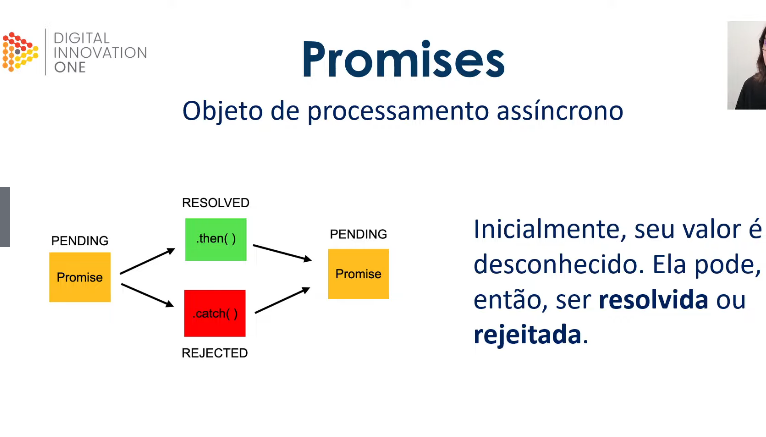 DIGITAL
INNOVATION
ONE
Promises
Objeto de processamento assíncrono
RESOLVED
.then( )
PENDING
Promise
.catch( )
REJECTED
PENDING
Promise
Inicialmente, seu valor é
desconhecido. Ela pode,
então, ser resolvida ou
rejeitada.